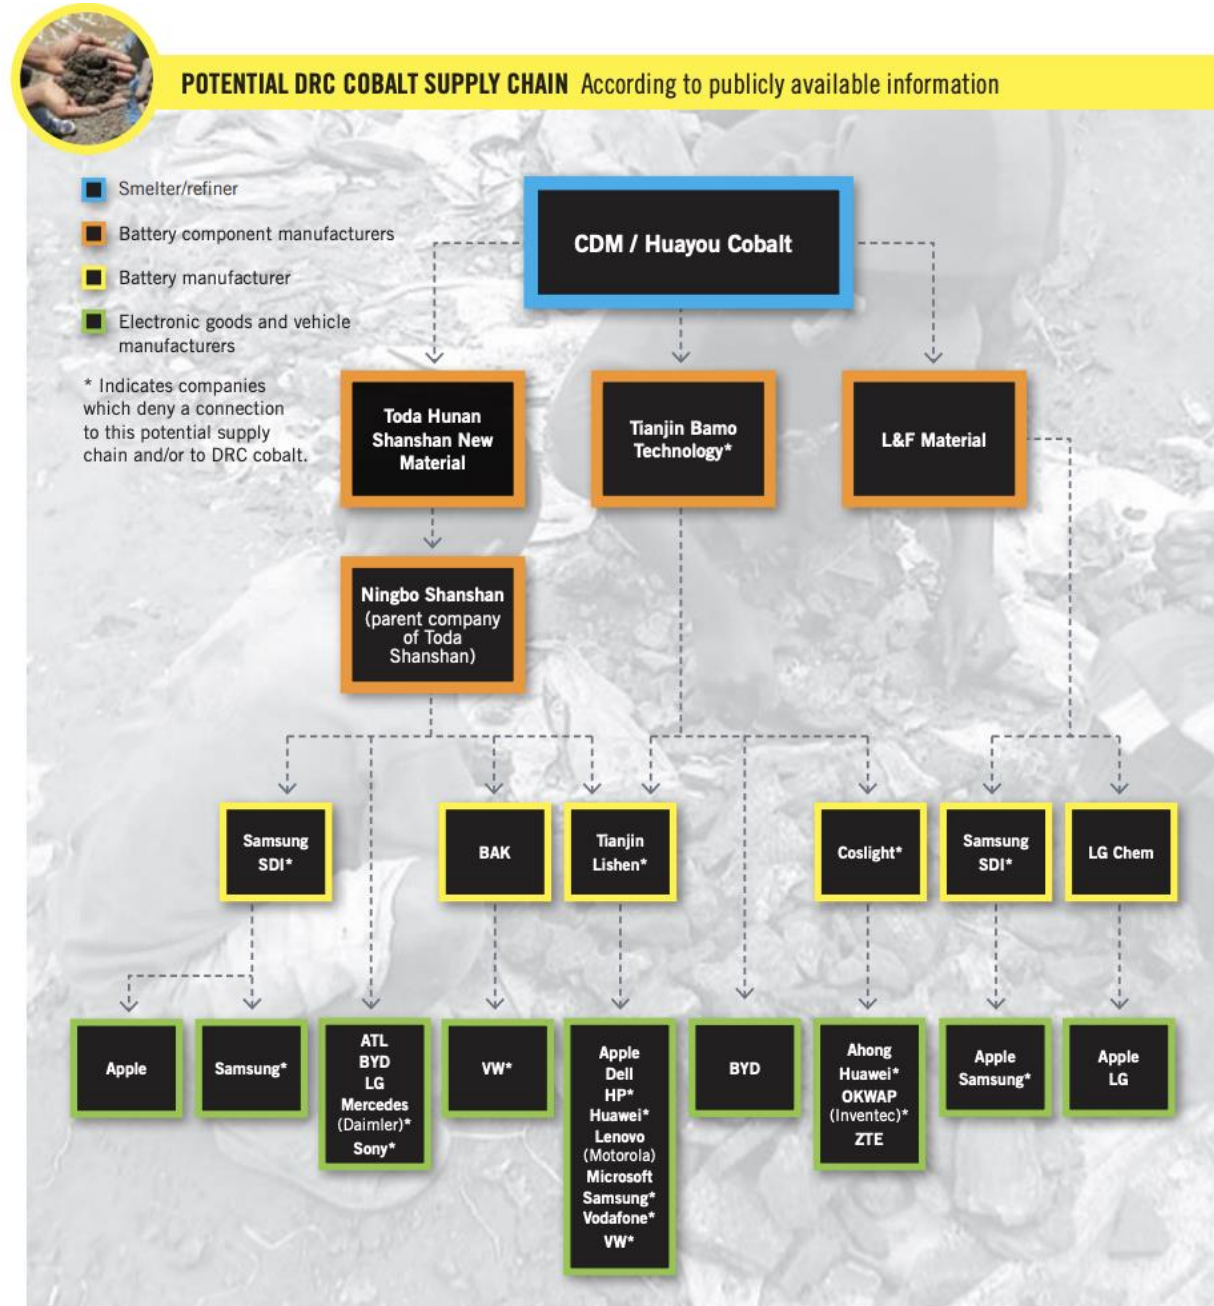 POTENTIAL DRC COBALT SUPPLY CHAIN According to publicly available information
Smelter/refiner
Battery component manufacturers
Battery manufacturer
Electronic goods and vehicle
manufacturers
* Indicates companies
which deny a connection
to this potential supply
chain and/or to DRC cobalt.
CDM / Huayou Cobalt
Toda Hunan
Shanshan New
Material
Tianjin Bamo
Technology*
L&F Material
Ningbo Shanshan
(parent company
of Toda
Shanshan)
Samsung
SDI*
BAK
Tianjin
Lishen*
Coslight*
Samsung
SDI*
LG Chem
Apple
Samsung*
ATL
BYD
LG
Mercedes
(Daimler)*
Sony*
VW*
Apple
Dell
HP*
Huawei*
Lenovo
(Motorola)
Microsoft
Samsung*
Vodafone*
VW*
BYD
Ahong
Huawei*
OKWAP
(Inventec)*
ZTE
Apple
Samsung*
Apple
LG